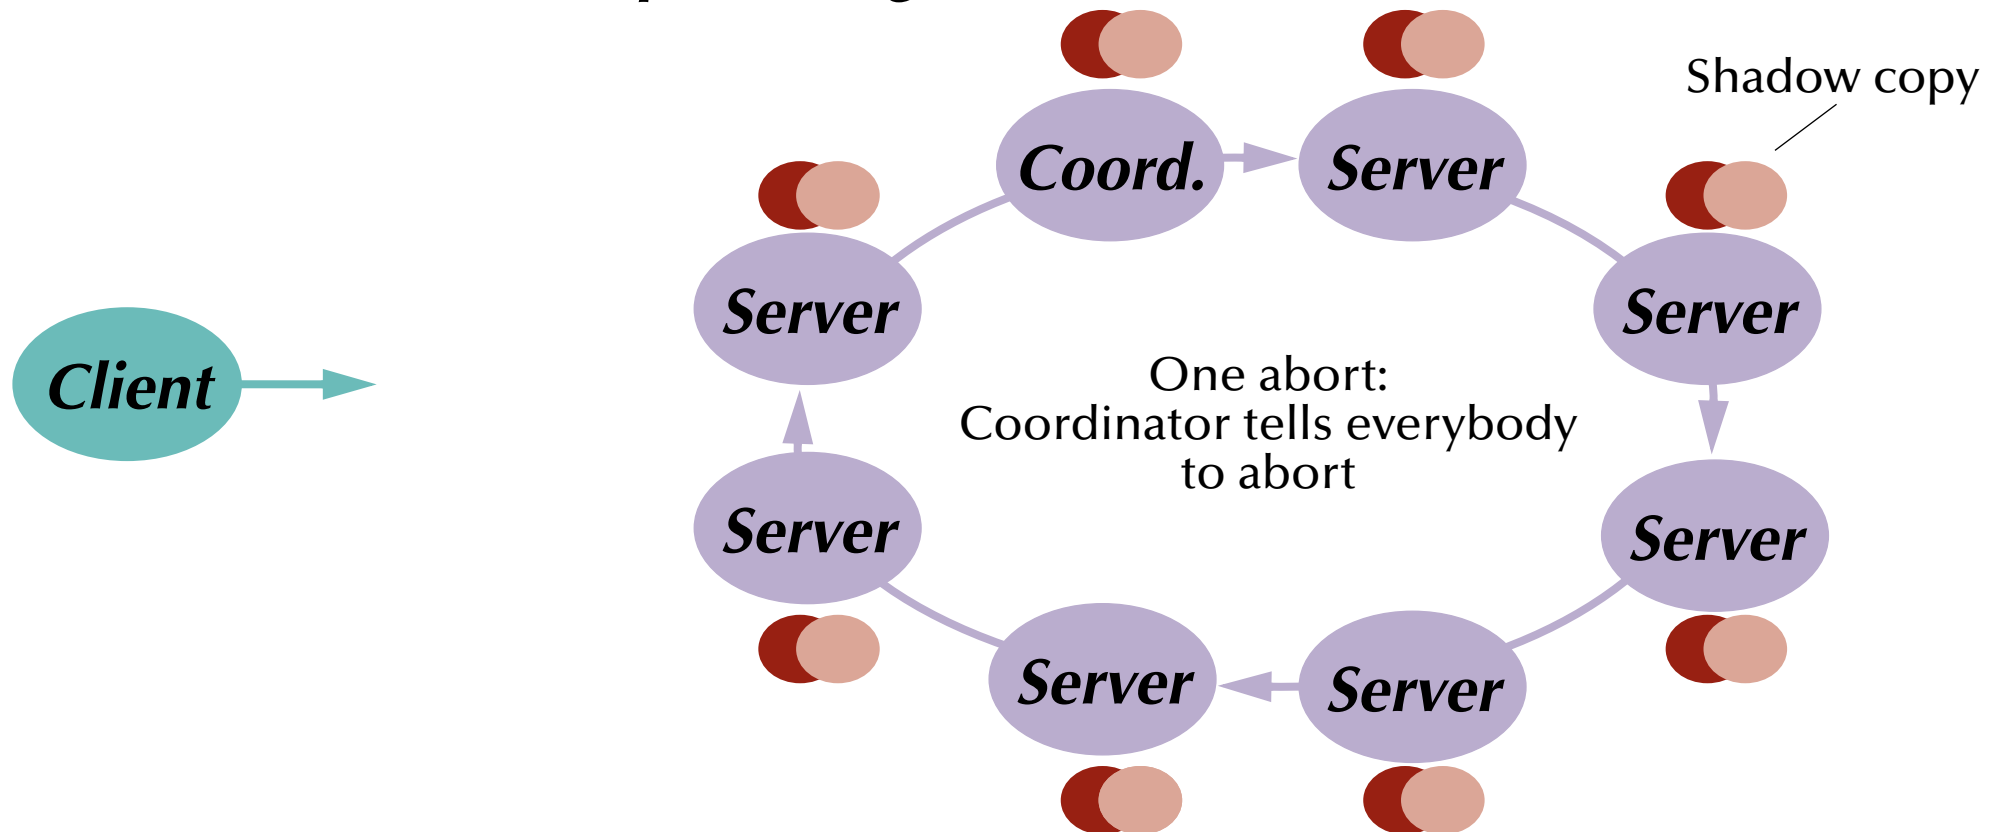 Shadow copy
Coord.
Server
Server
Server
Client
One abort:
Coordinator tells everybody
to abort
Server
Server
Server
Server